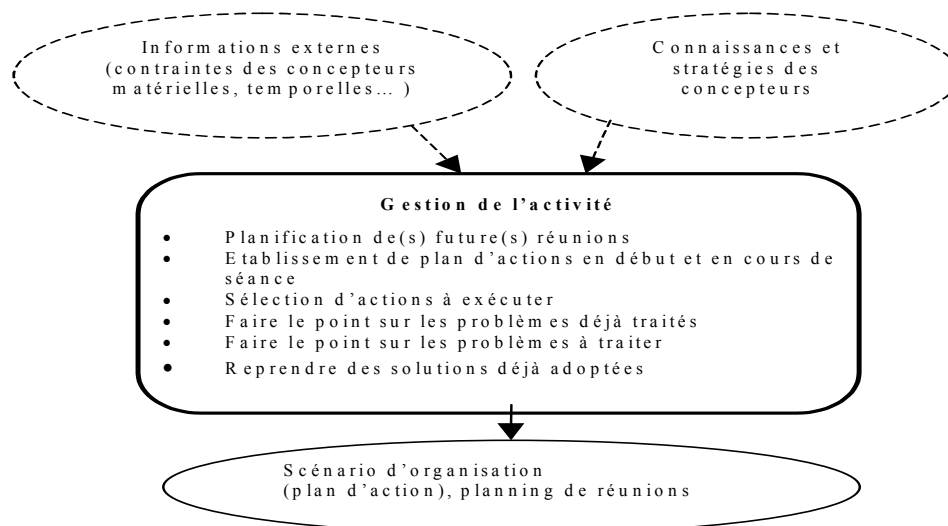 Informations externes
(contraintes des concepteurs
matérielles, temporelles… )
Connaissances et
stratégies des
concepteurs
Gestion de l'activité
• Planification de(s) future(s) réunions
• Etablissement de plan d'actions en début et en cours de
séance
• Sélection d'actions à exécuter
• Faire le point sur les problèmes déjà traités
• Faire le point sur les problèmes à traiter
• Reprendre des solutions déjà adoptées
Scénario d'organisation
(plan d'action), planning de réunions